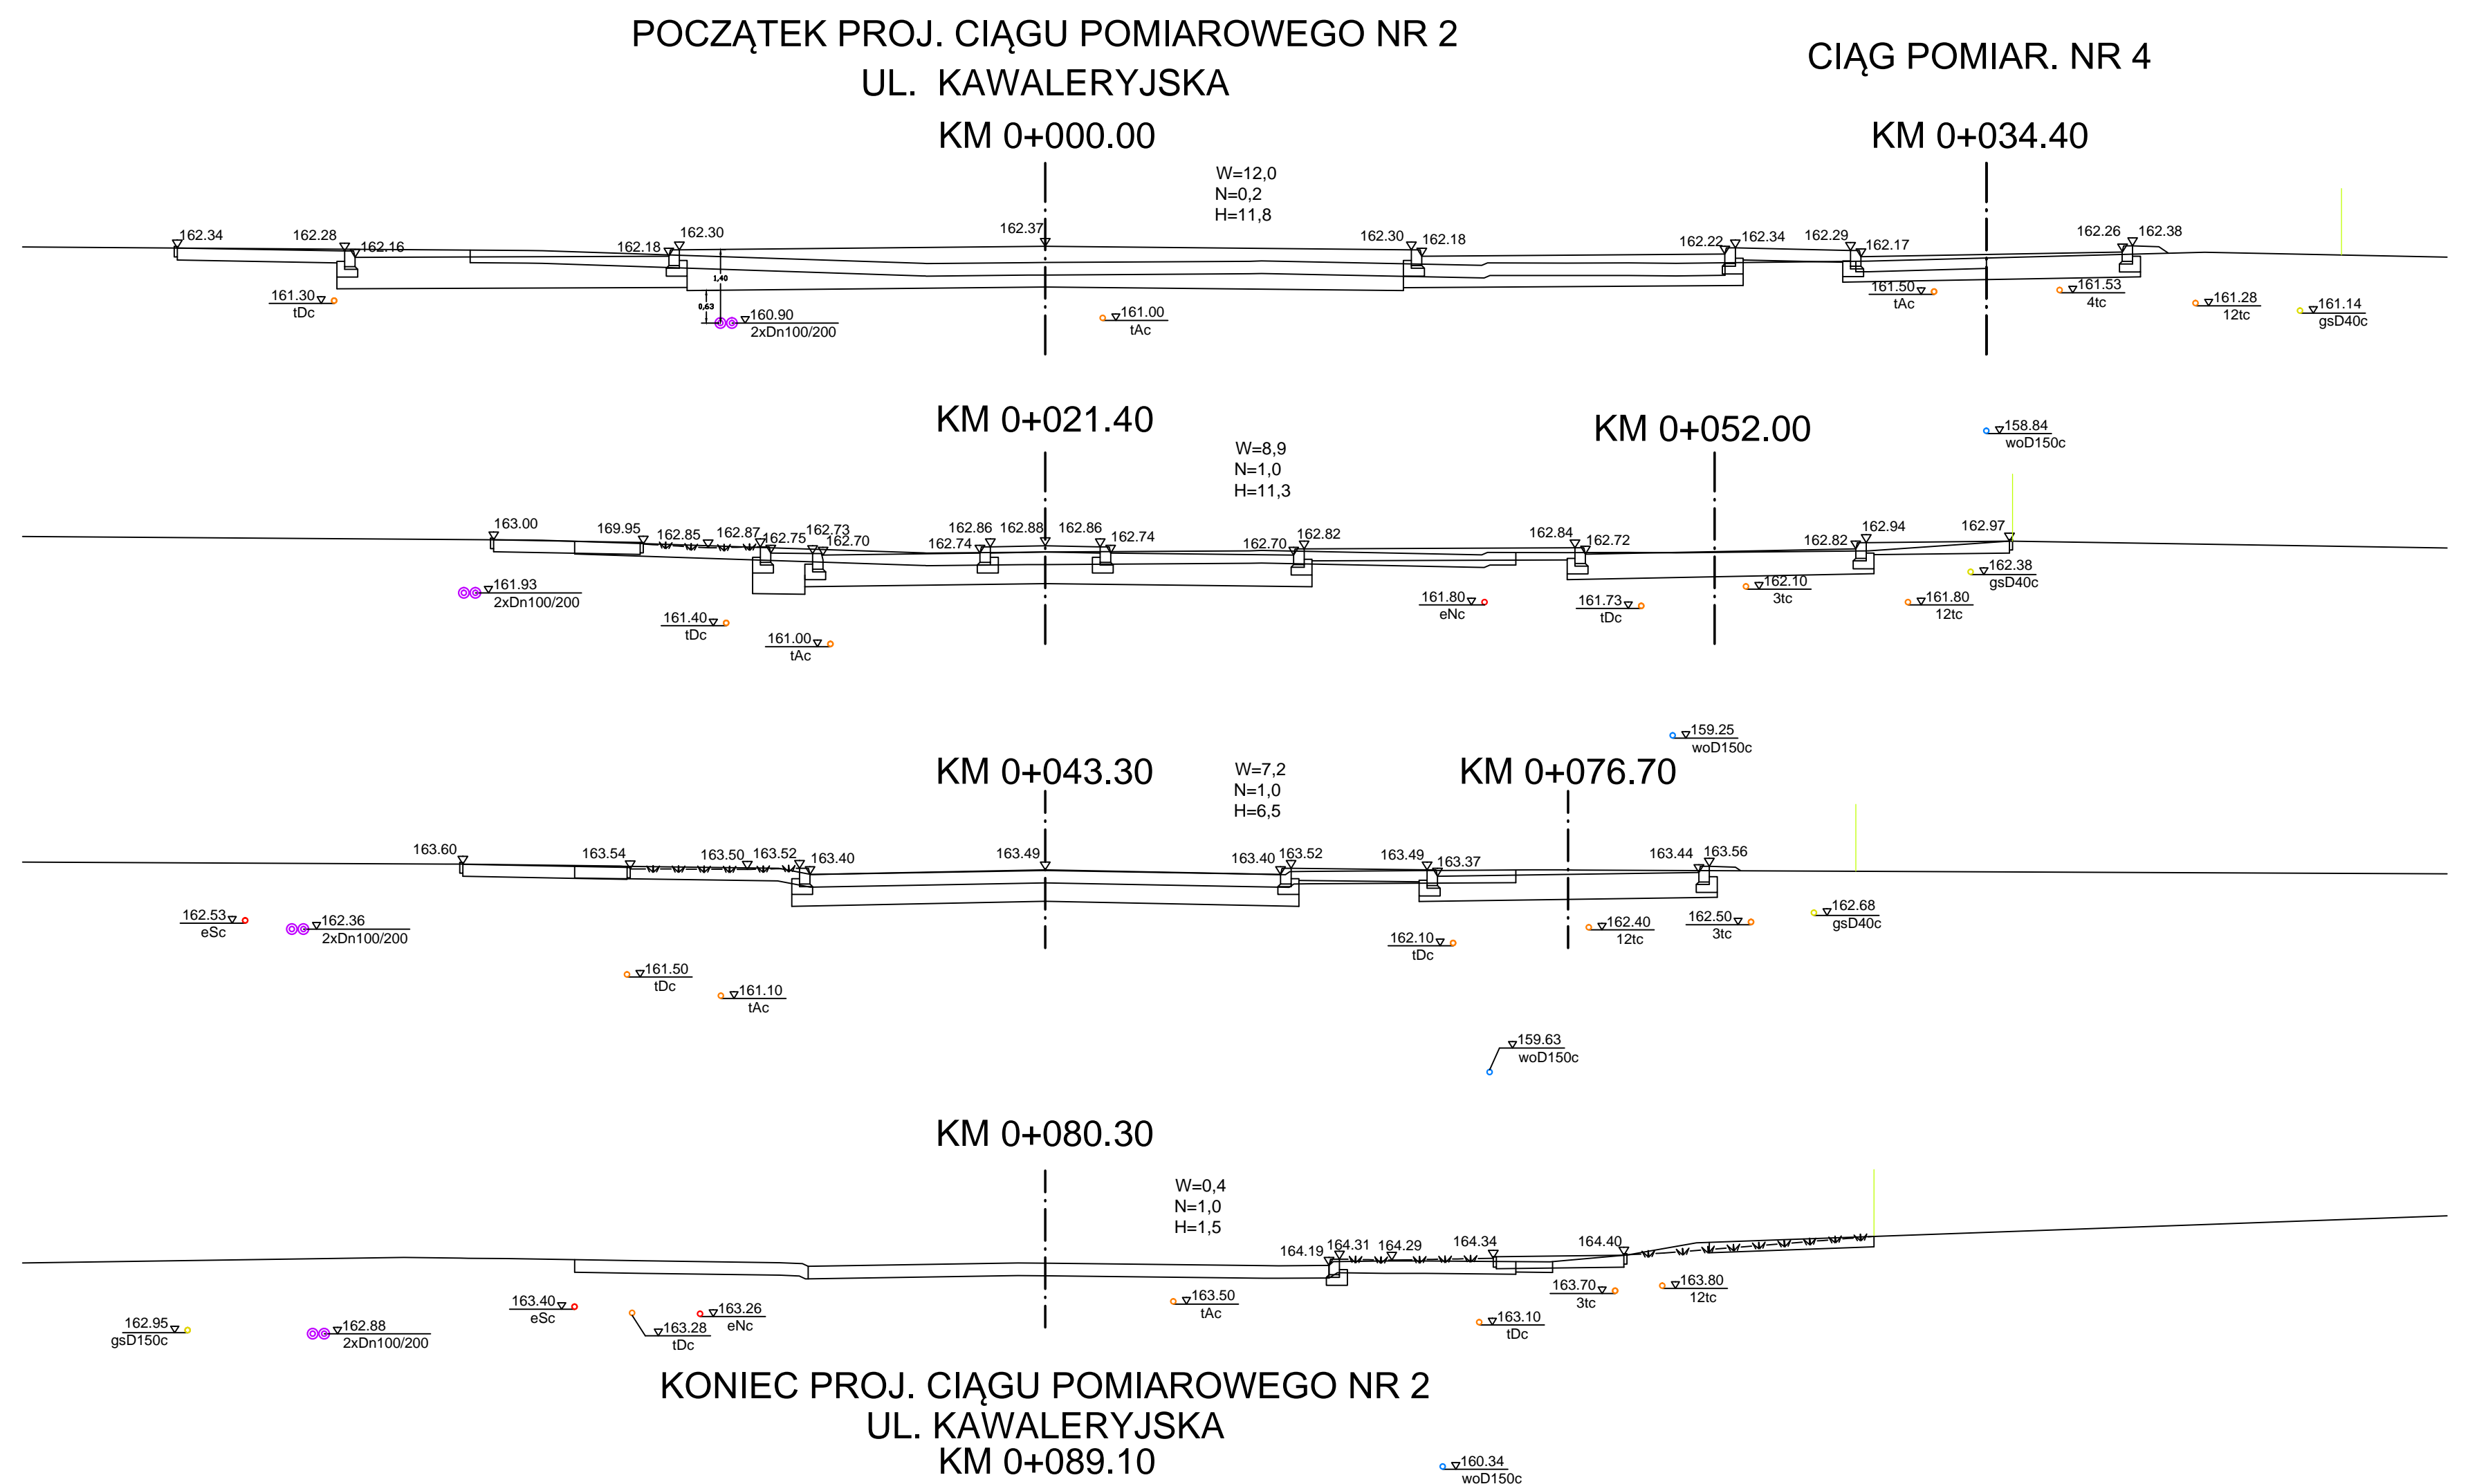 POCZĄTEK PROJ. CIĄGU POMIAROWEGO NR 2
UL. KAWALERYJSKA
CIĄG POMIAR. NR 4
KM 0+000.00
KM 0+034.40
W=12,0
N=0,2
H=11,8
162.34
162.28
162.16
162.18
162.30
162.37
162.30
162.18
162.22
162.34
162.29
162.17
162.26
162.38
1,40
0,63
161.30
tDc
160.90
2xDn100/200
161.00
tAc
161.50
tAc
161.53
4tc
161.28
12tc
161.14
gsD40c
KM 0+021.40
KM 0+052.00
158.84
woD150c
W=8,9
N=1,0
H=11,3
163.00
169.95
162.85
162.87
162.75
162.73
162.70
162.74
162.86
162.88
162.86
162.74
162.70
162.82
162.84
162.72
162.82
162.94
162.97
161.93
2xDn100/200
161.40
tDc
161.00
tAc
161.80
eNc
161.73
tDc
162.10
3tc
161.80
12tc
162.38
gsD40c
159.25
woD150c
KM 0+043.30
KM 0+076.70
W=7,2
N=1,0
H=6,5
163.60
163.54
163.50
163.52
163.40
163.49
163.40
163.52
163.49
163.37
163.44
163.56
162.53
eSc
162.36
2xDn100/200
161.50
tDc
161.10
tAc
162.10
tDc
162.40
12tc
162.50
3tc
162.68
gsD40c
159.63
woD150c
KM 0+080.30
W=0,4
N=1,0
H=1,5
164.19
164.31
164.29
164.34
164.40
162.95
gsD150c
162.88
2xDn100/200
163.40
eSc
163.28
tDc
163.26
eNc
163.50
tAc
163.10
tDc
163.70
3tc
163.80
12tc
KONIEC PROJ. CIĄGU POMIAROWEGO NR 2
UL. KAWALERYJSKA
KM 0+089.10
160.34
woD150c